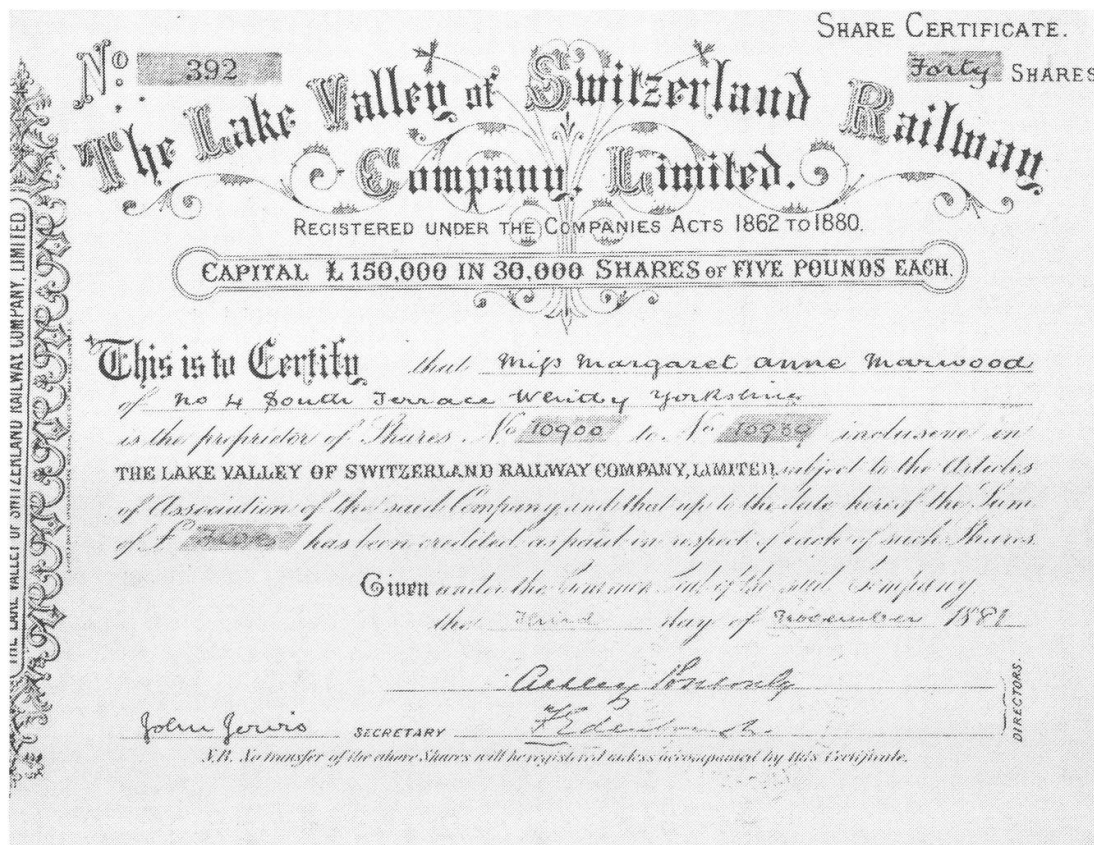 SHARE CERTIFICATE.
No. 392
Forty SHARES
The Lake Valley of Switzerland Railway
Company, Limited.
REGISTERED UNDER THE COMPANIES ACTS 1862 TO 1880.
CAPITAL £150,000 IN 30,000 SHARES OF FIVE POUNDS EACH.
This is to Certify that Miss Margaret Anne Marwood
of No 4 South Terrace Whitby Yorkshire
is the proprietor of Shares No 10900 to No 10939 inclusive in
THE LAKE VALLEY OF SWITZERLAND RAILWAY COMPANY, LIMITED, subject to the Articles
of Association of the said Company, and that up to the date hereof the Sum
of £ has been credited as paid in respect of each of such Shares
Given under the Common Seal of the said Company
the Third day of November 1881
John Jervis SECRETARY
DIRECTORS.
N.B. No transfer of the above Shares will be registered unless accompanied by this Certificate.
THE LAKE VALLEY OF SWITZERLAND RAILWAY COMPANY, LIMITED.